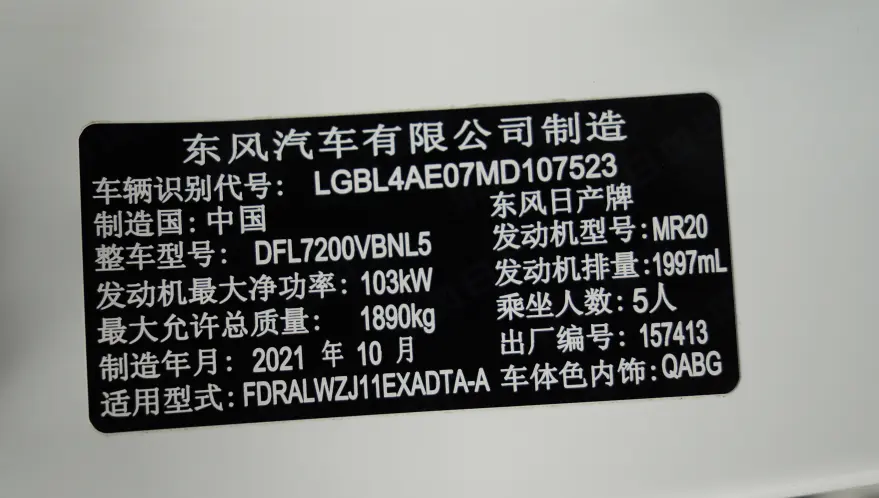 东风汽车有限公司制造
车辆识别代号: LGBL4AE07MD107523
制造国:中国 东风日产牌
整车型号: DFL7200VBNL5 发动机型号:MR20
发动机最大净功率: 103kW 发动机排量:1997mL
最大允许总质量: 1890kg 乘坐人数:5人
制造年月: 2021 年 10 月 出厂编号: 157413
适用型式: FDRALWZJ11EXADTA-A 车体色内饰:QABG